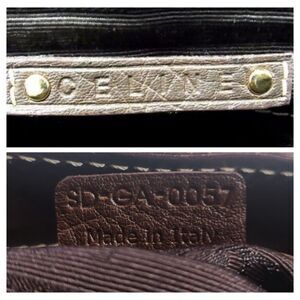 CELINE
SD-GA-0057
Made in Italy